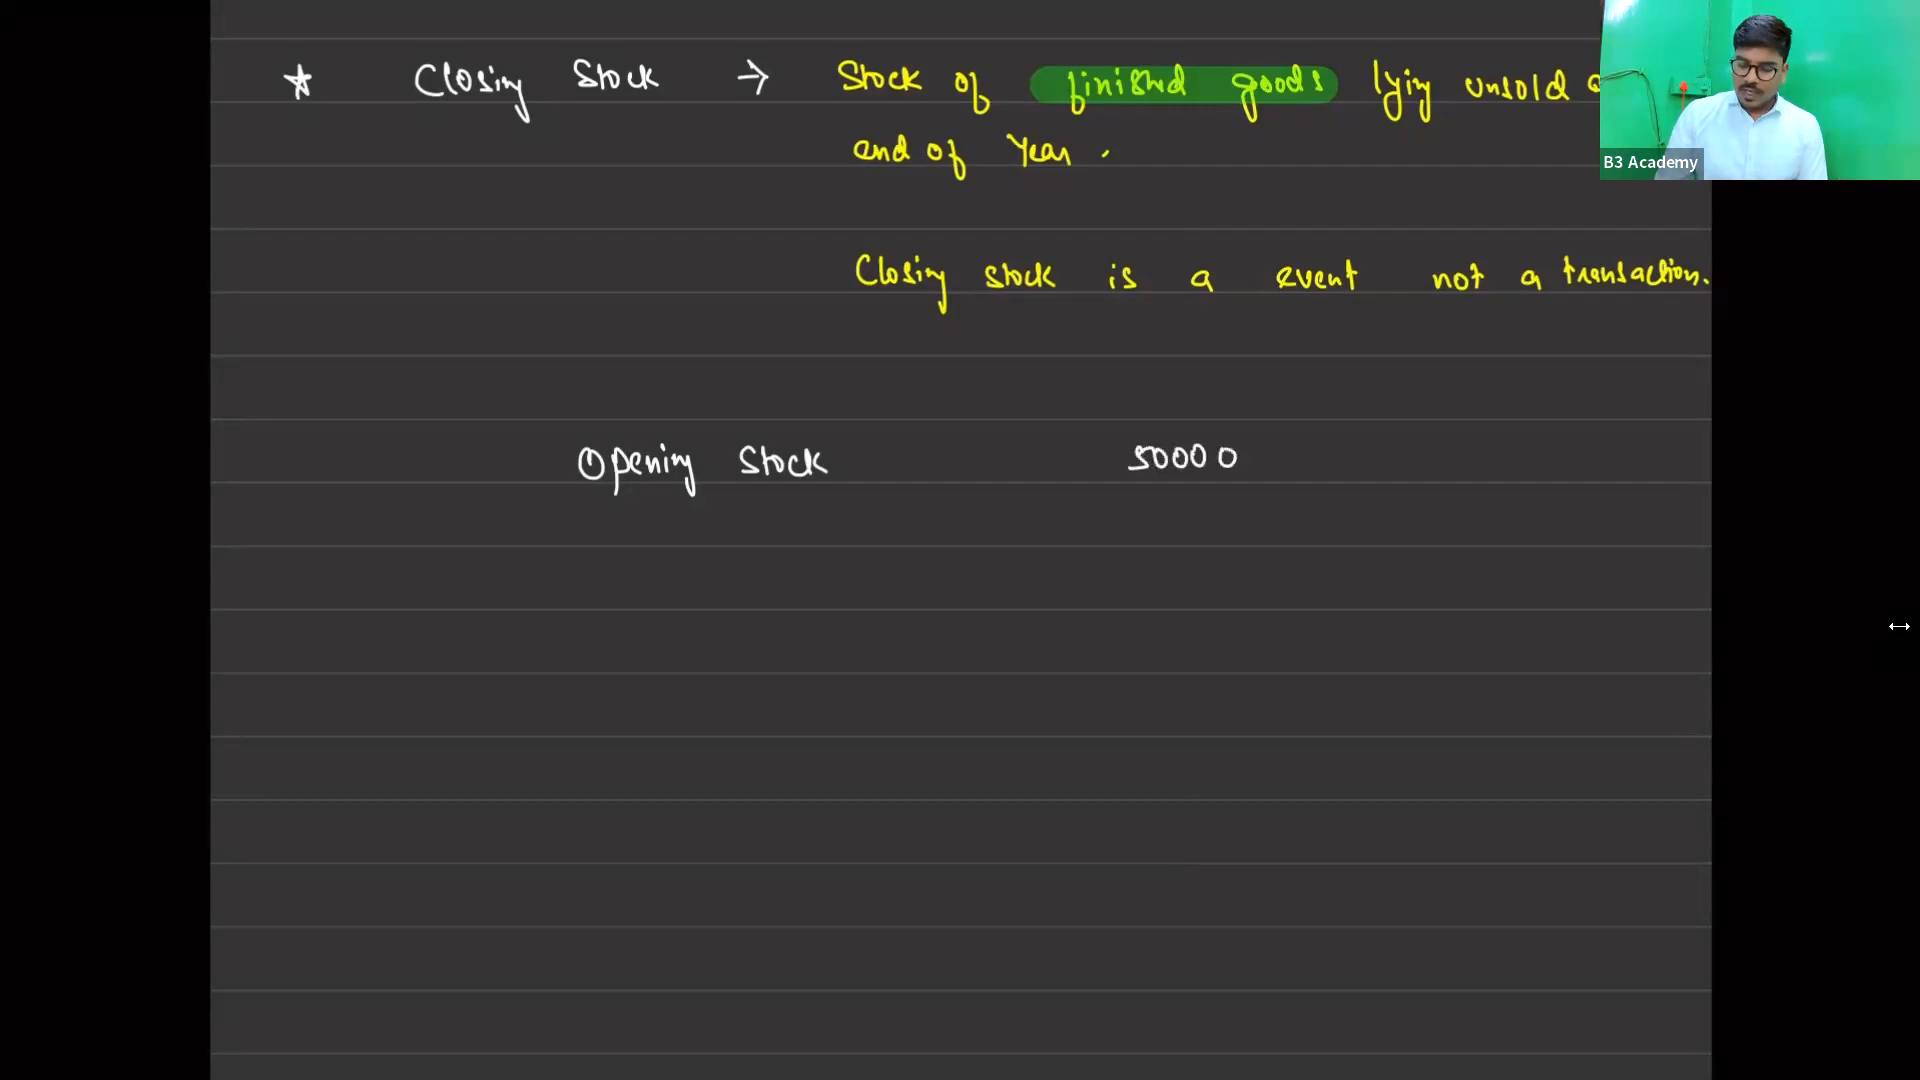 ☆ Closing Stock → Stock of finished goods lying unsold
end of Year .
B3 Academy
Closing stock is a event not a transaction.
Opening Stock 50000